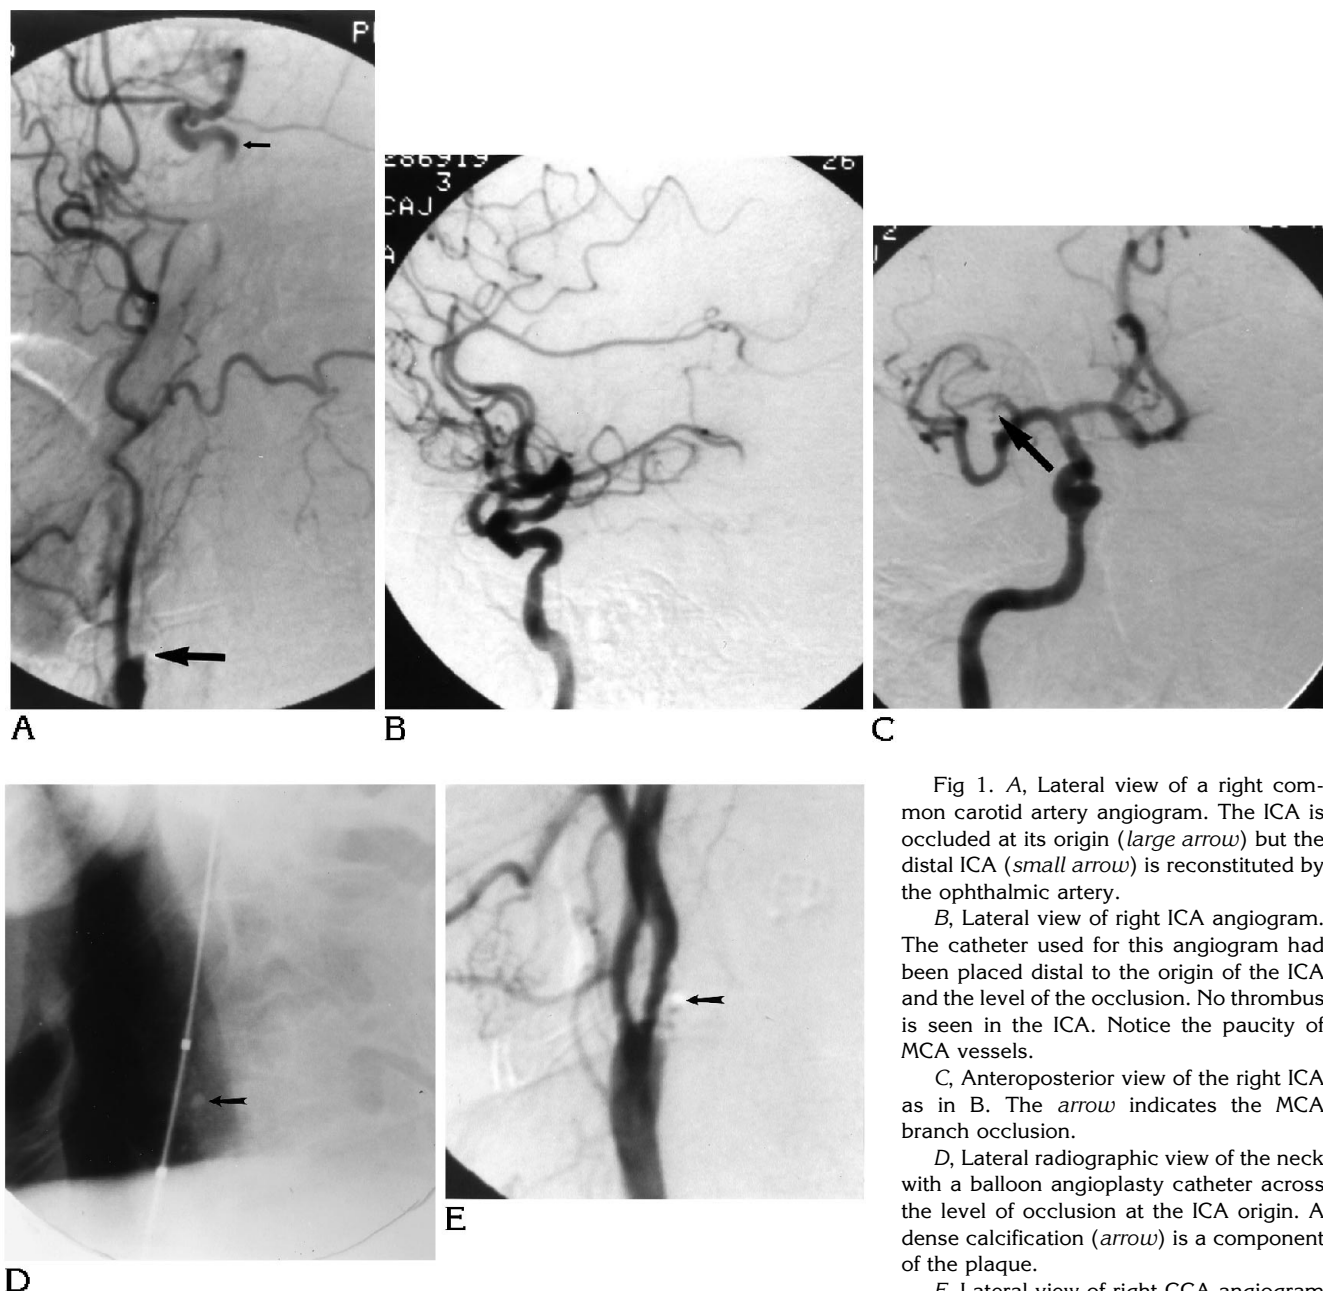 P
286919
3
CAJ
A
26
2
A
B
C
D
E
Fig 1. A, Lateral view of a right com-
mon carotid artery angiogram. The ICA is
occluded at its origin (large arrow) but the
distal ICA (small arrow) is reconstituted by
the ophthalmic artery.
B, Lateral view of right ICA angiogram.
The catheter used for this angiogram had
been placed distal to the origin of the ICA
and the level of the occlusion. No thrombus
is seen in the ICA. Notice the paucity of
MCA vessels.
C, Anteroposterior view of the right ICA
as in B. The arrow indicates the MCA
branch occlusion.
D, Lateral radiographic view of the neck
with a balloon angioplasty catheter across
the level of occlusion at the ICA origin. A
dense calcification (arrow) is a component
of the plaque.
E, Lateral view of right CCA angiogram